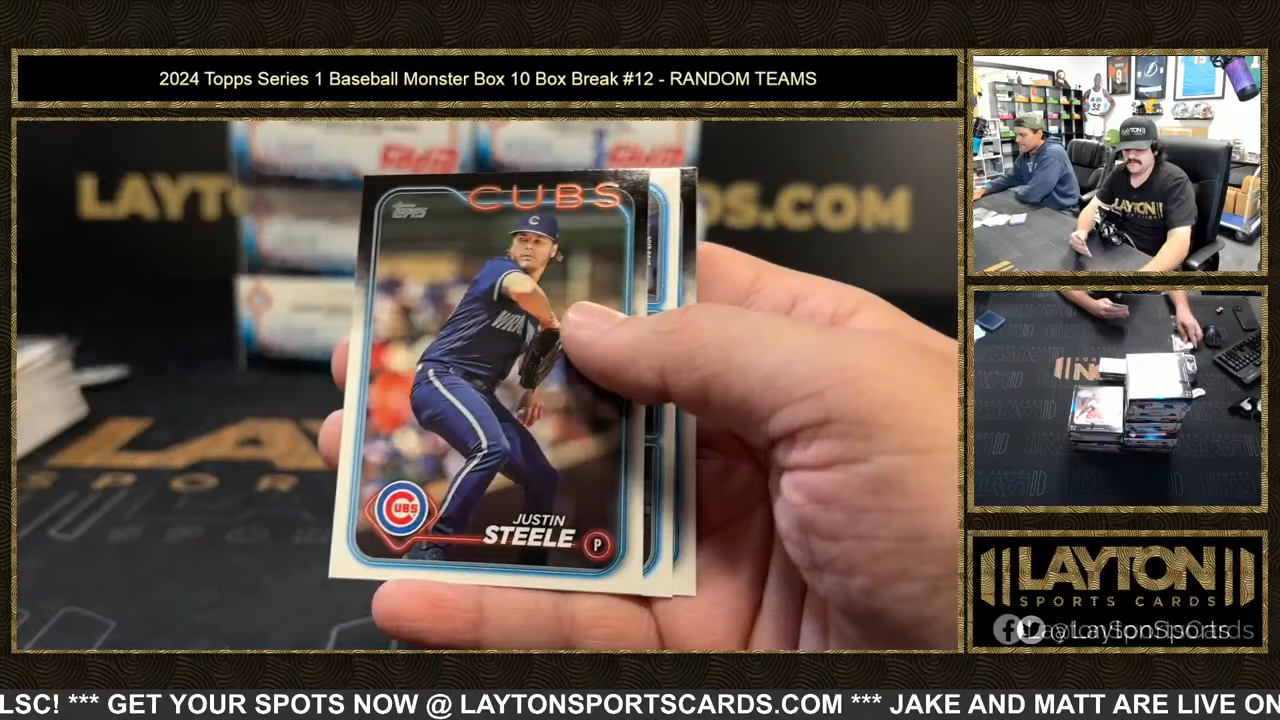 2024 Topps Series 1 Baseball Monster Box 10 Box Break #12 - RANDOM TEAMS
CUBS
TOPPS
C
CUBS
JUSTIN
STEELE P
LAYTON
SPORTS CARDS
LSC! *** GET YOUR SPOTS NOW @ LAYTONSPORTSCARDS.COM *** JAKE AND MATT ARE LIVE ON